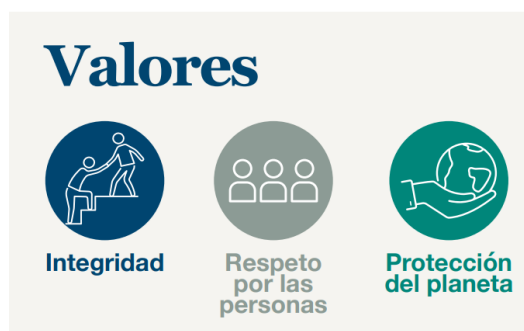 Valores
Integridad
Respeto
por las
personas
Protección
del planeta